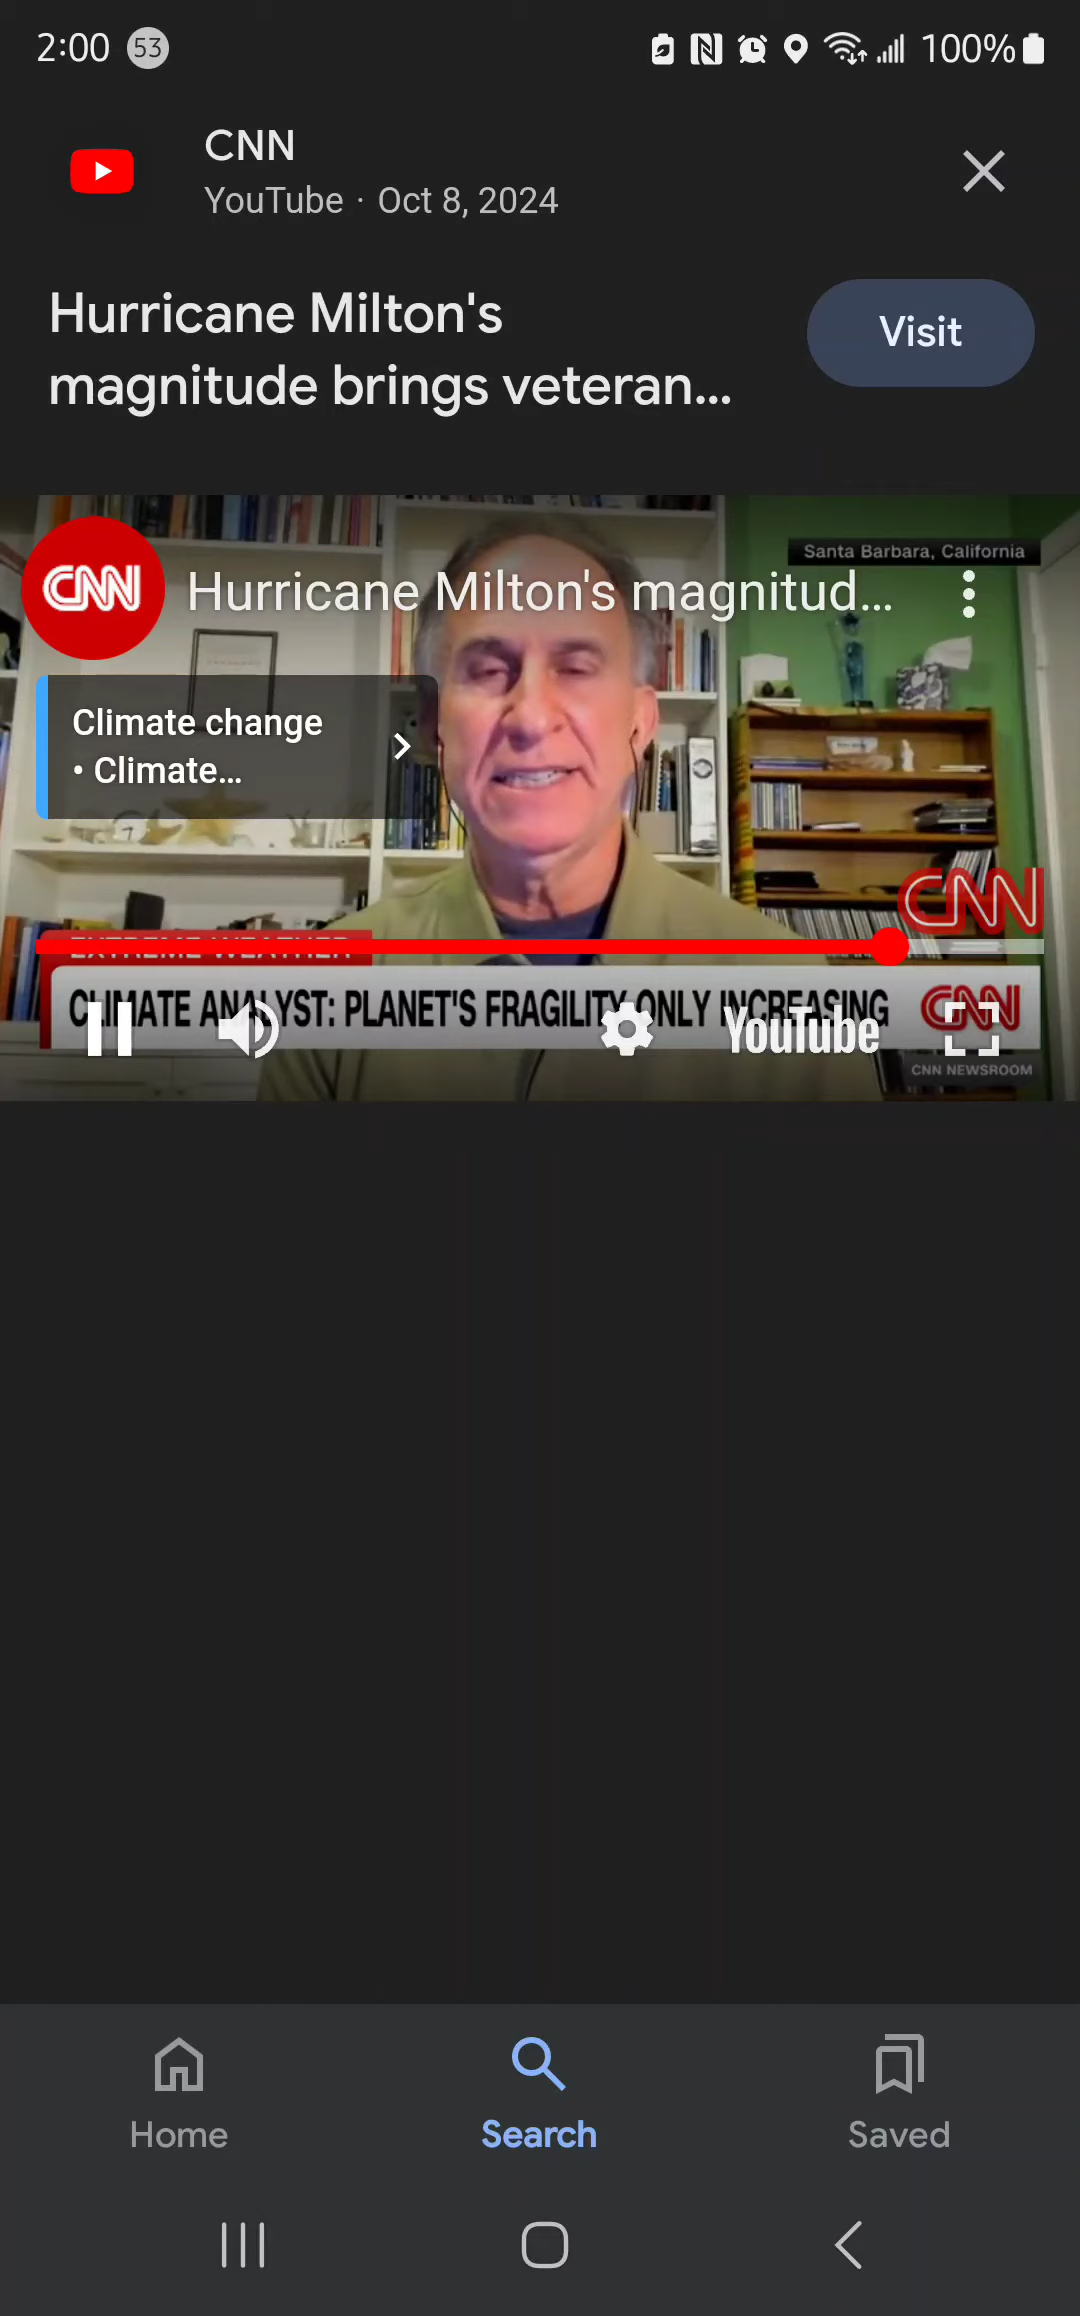 2:00 53 100%
CNN
YouTube · Oct 8, 2024
Hurricane Milton's
magnitude brings veteran...
Visit
Santa Barbara, California
CNN Hurricane Milton's magnitud...
Climate change
• Climate...
CNN
EXTREME WEATHER
CLIMATE ANALYST: PLANET'S FRAGILITY ONLY INCREASING CNN
YouTube
CNN NEWSROOM
Home Search Saved